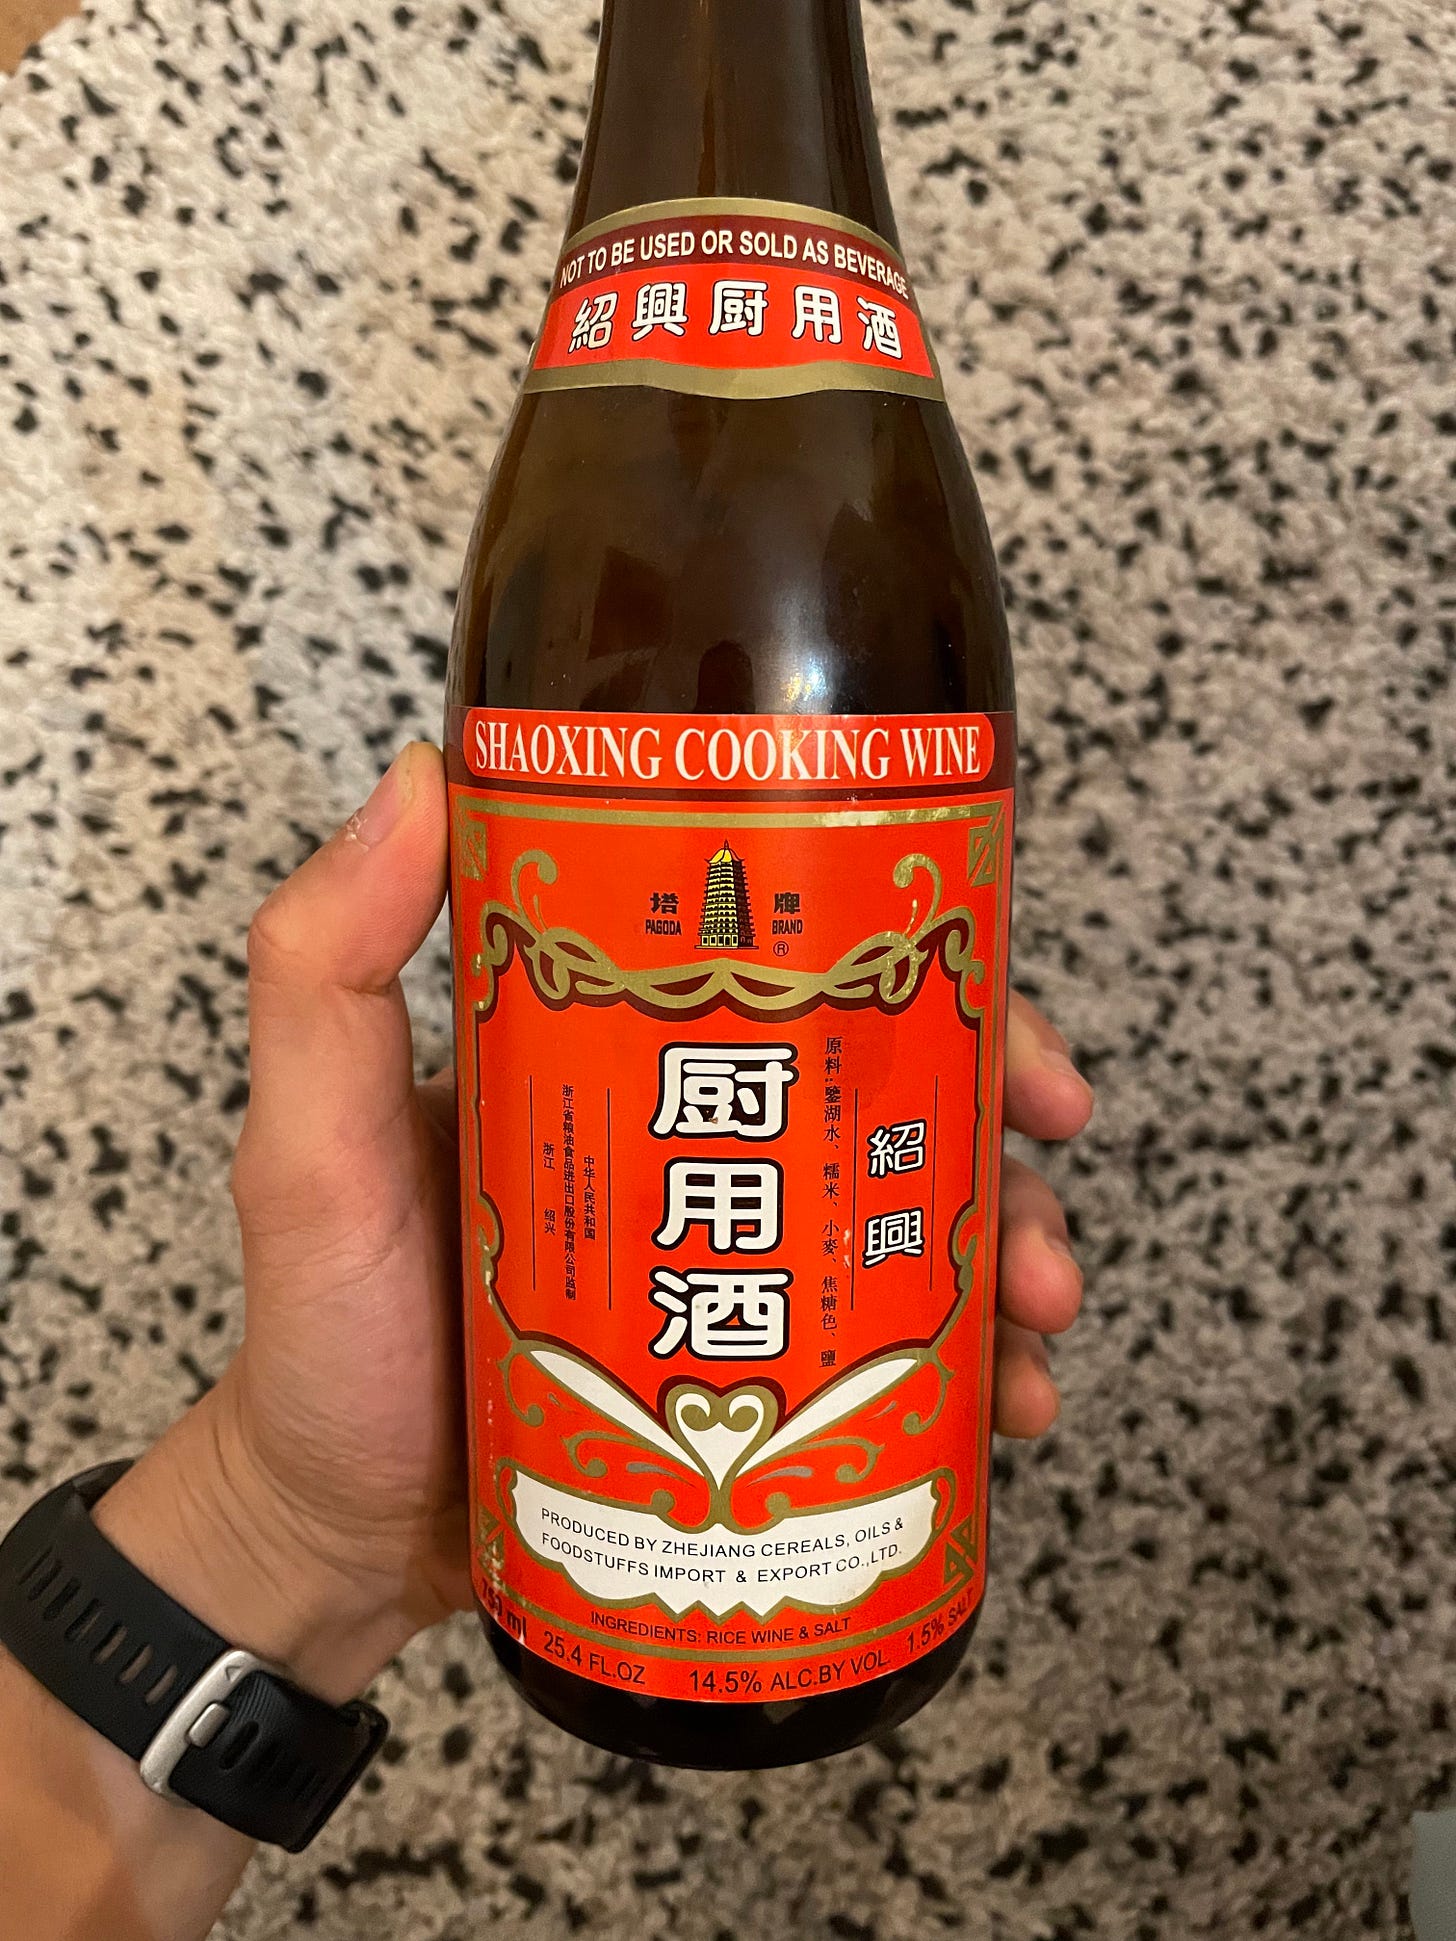 NOT TO BE USED OR SOLD AS BEVERAGE
紹興厨用酒
SHAOXING COOKING WINE
塔牌
PAGODA BRAND
®
紹興
原料:鑒湖水、糯米、小麥、焦糖色、鹽
厨用酒
中华人民共和国
浙江省粮油食品进出口股份有限公司监制
浙江 绍兴
PRODUCED BY ZHEJIANG CEREALS, OILS &
FOODSTUFFS IMPORT & EXPORT CO.,LTD.
INGREDIENTS: RICE WINE & SALT
750 ml 25.4 FL.OZ 14.5% ALC.BY VOL. 1.5% SALT